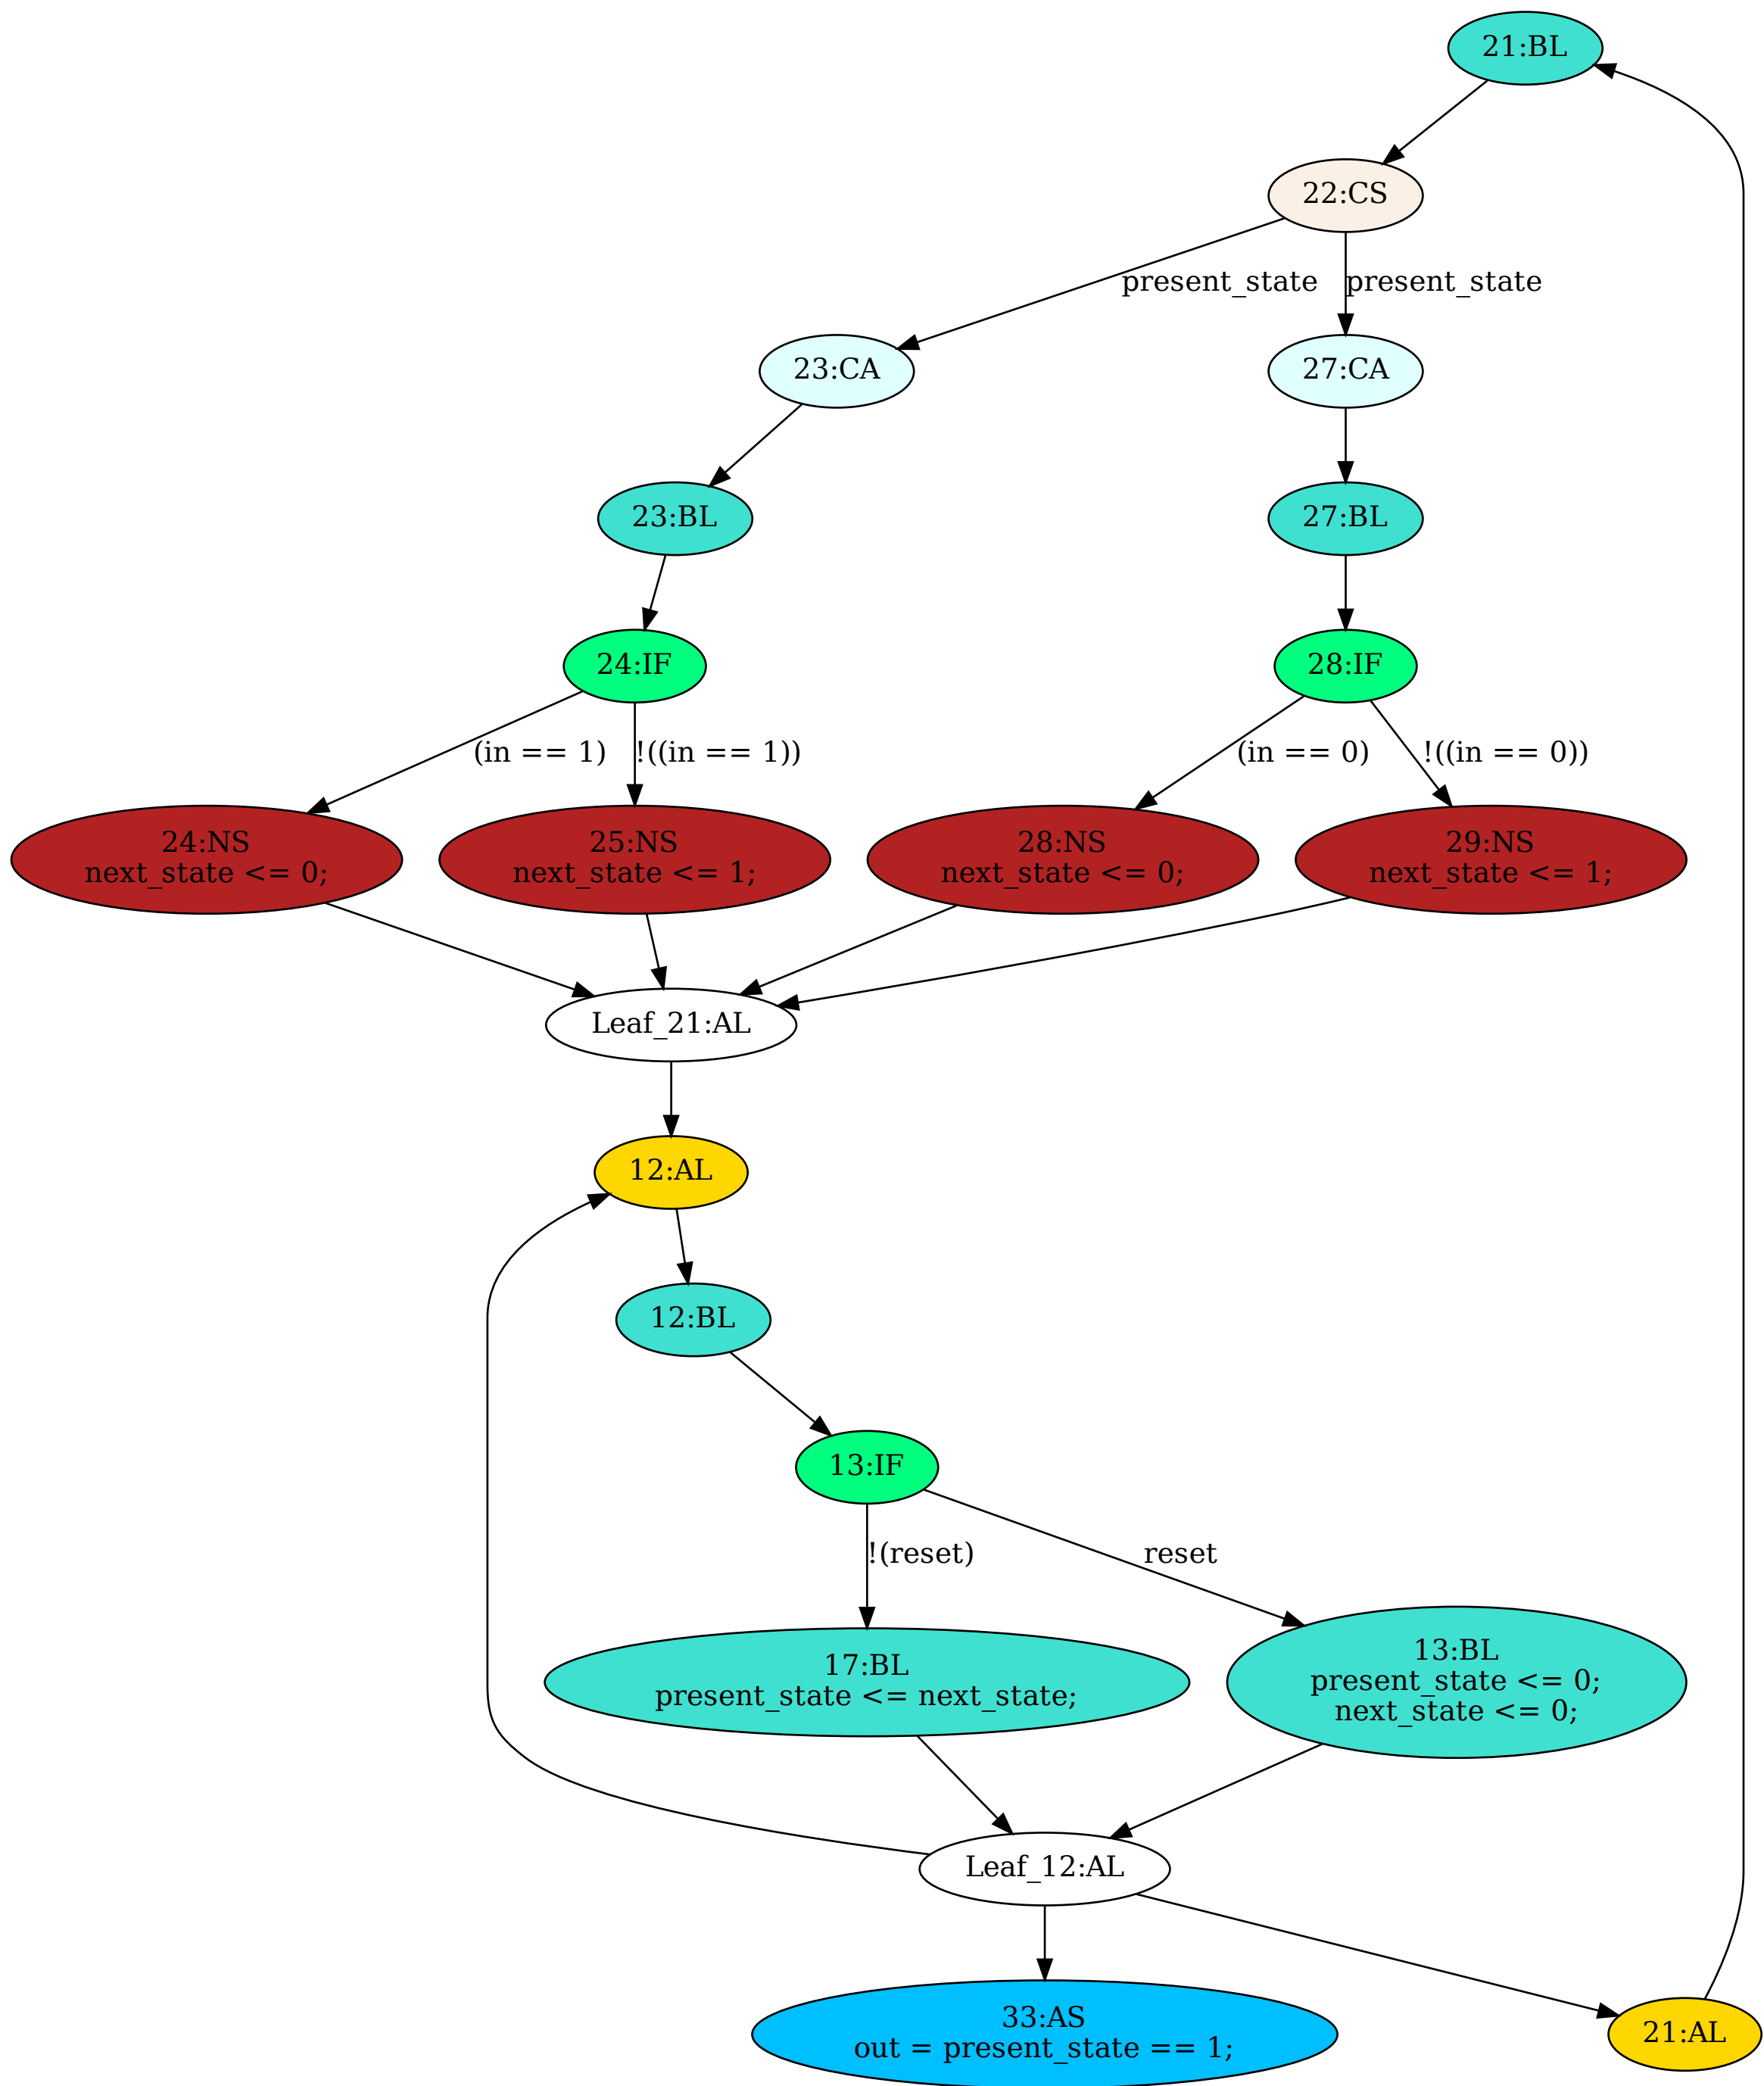 21:BL
22:CS
present_state
present_state
23:CA
27:CA
23:BL
27:BL
24:IF
28:IF
(in == 1)
!((in == 1))
(in == 0)
!((in == 0))
24:NS
next_state <= 0;
25:NS
next_state <= 1;
28:NS
next_state <= 0;
29:NS
next_state <= 1;
Leaf_21:AL
12:AL
12:BL
13:IF
!(reset)
reset
17:BL
present_state <= next_state;
13:BL
present_state <= 0;
next_state <= 0;
Leaf_12:AL
33:AS
out = present_state == 1;
21:AL